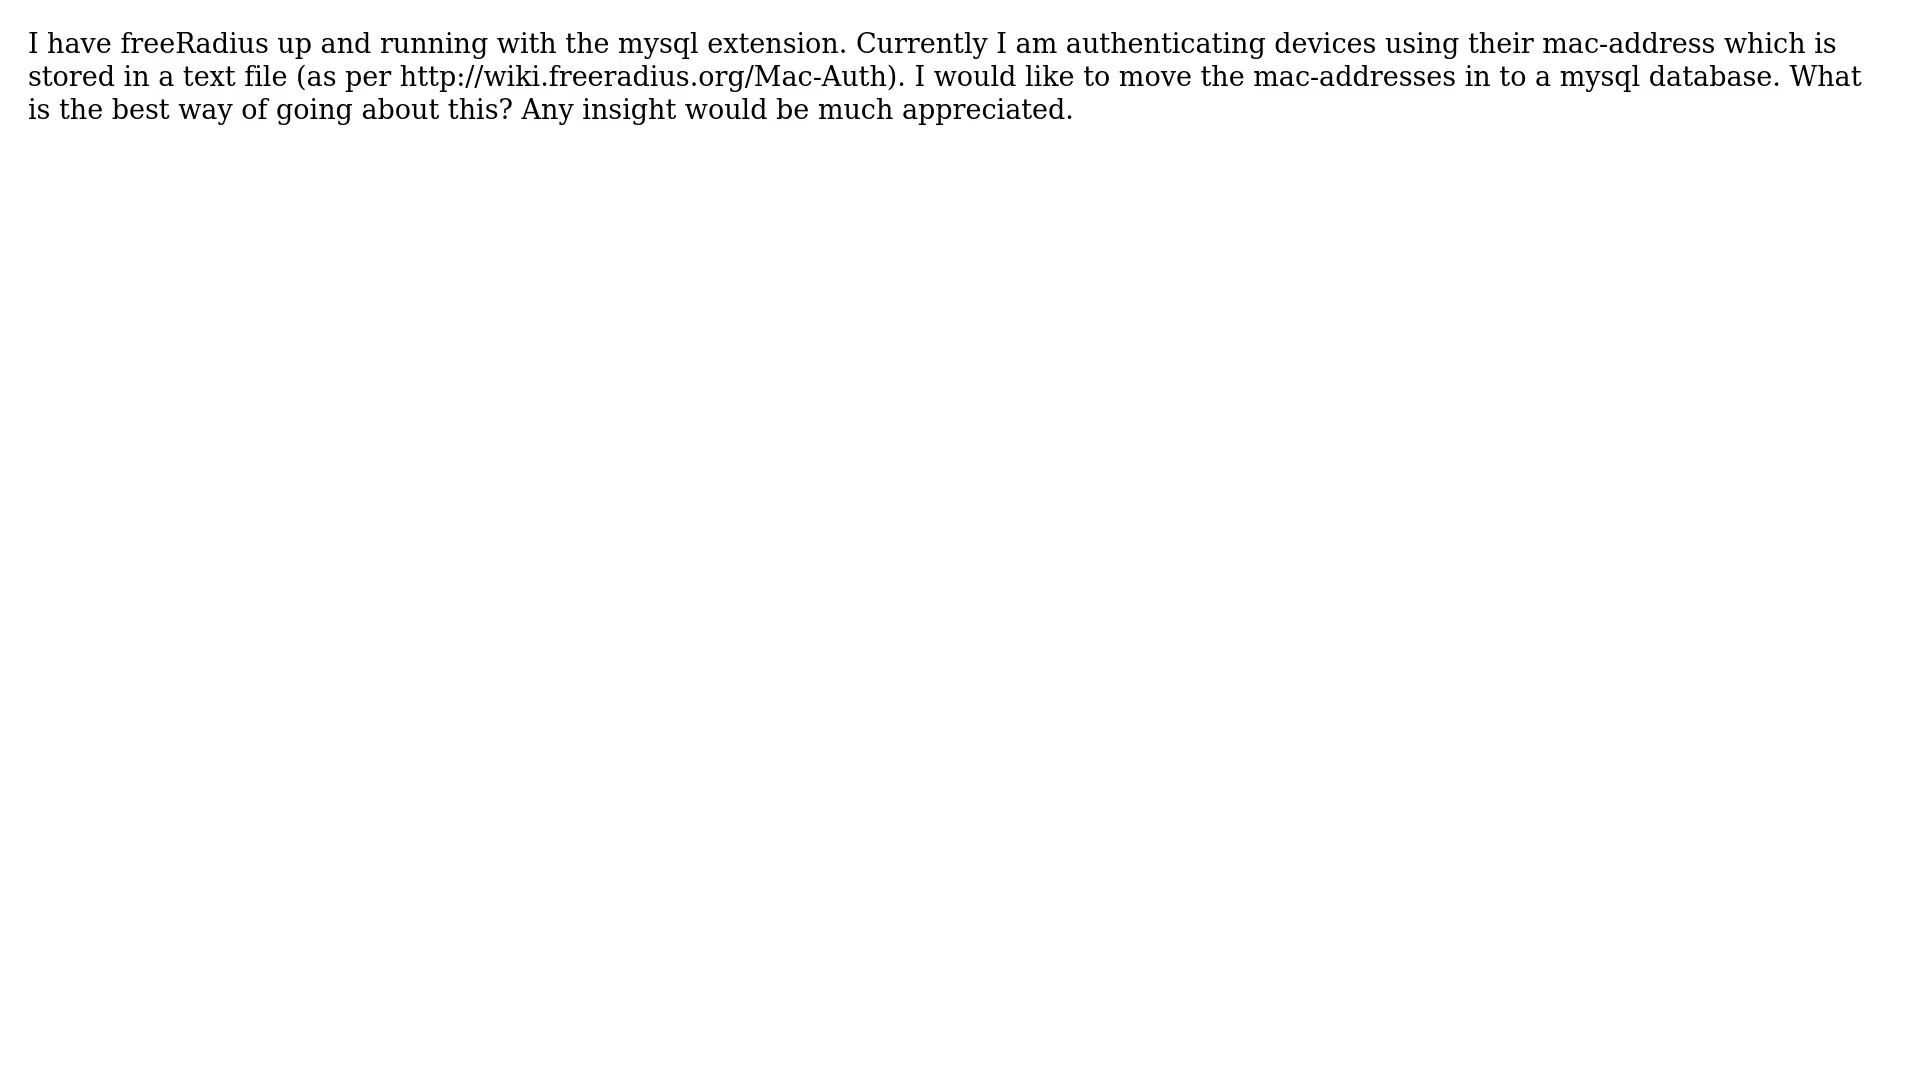 I have freeRadius up and running with the mysql extension. Currently I am authenticating devices using their mac-address which is
stored in a text file (as per http://wiki.freeradius.org/Mac-Auth). I would like to move the mac-addresses in to a mysql database. What
is the best way of going about this? Any insight would be much appreciated.